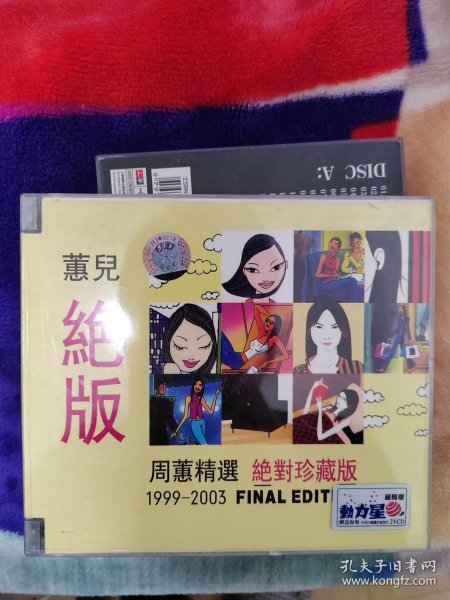 DISC A:
蕙兒
絕版
周蕙精選 絕對珍藏版
1999-2003 FINAL EDIT
動力星
2VCD
孔夫子旧书网
www.kongfz.com